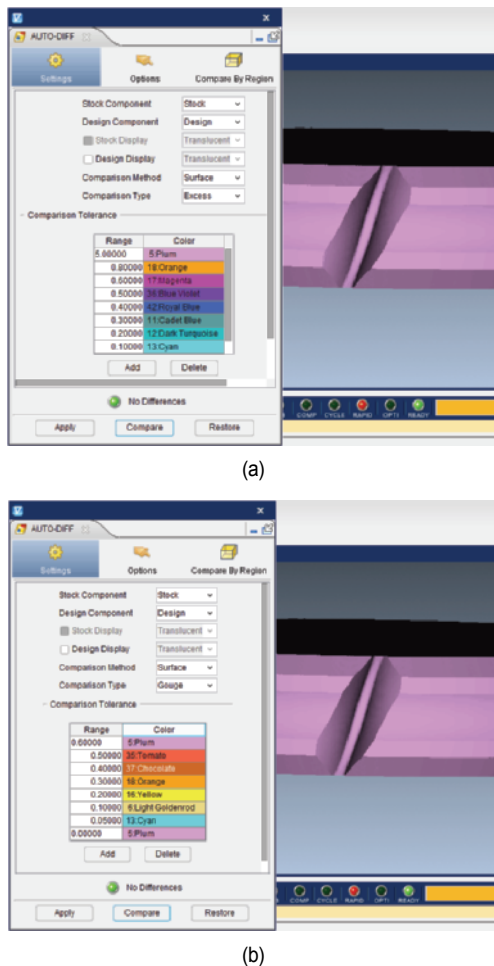 AUTO-DIFF
Settings Options Compare By Region
Stock Component Stock
Design Component Design
Stock Display Translucent
Design Display Translucent
Comparison Method Surface
Comparison Type Excess
Comparison Tolerance
Range Color
5.00000 5:Plum
0.80000 18:Orange
0.60000 17:Magenta
0.50000 36:Blue Violet
0.40000 42:Royal Blue
0.30000 11:Cadet Blue
0.20000 12:Dark Turquoise
0.10000 13:Cyan
Add Delete
No Differences
Apply Compare Restore
COMP CYCLE RAPID OPTI READY
(a)
AUTO-DIFF
Settings Options Compare By Region
Stock Component Stock
Design Component Design
Stock Display Translucent
Design Display Translucent
Comparison Method Surface
Comparison Type Gouge
Comparison Tolerance
Range Color
0.60000 5:Plum
0.50000 35:Tomato
0.40000 37:Chocolate
0.30000 18:Orange
0.20000 16:Yellow
0.10000 6:Light Goldenrod
0.05000 13:Cyan
0.00000 5:Plum
Add Delete
No Differences
Apply Compare Restore
COMP CYCLE RAPID OPTI READY
(b)